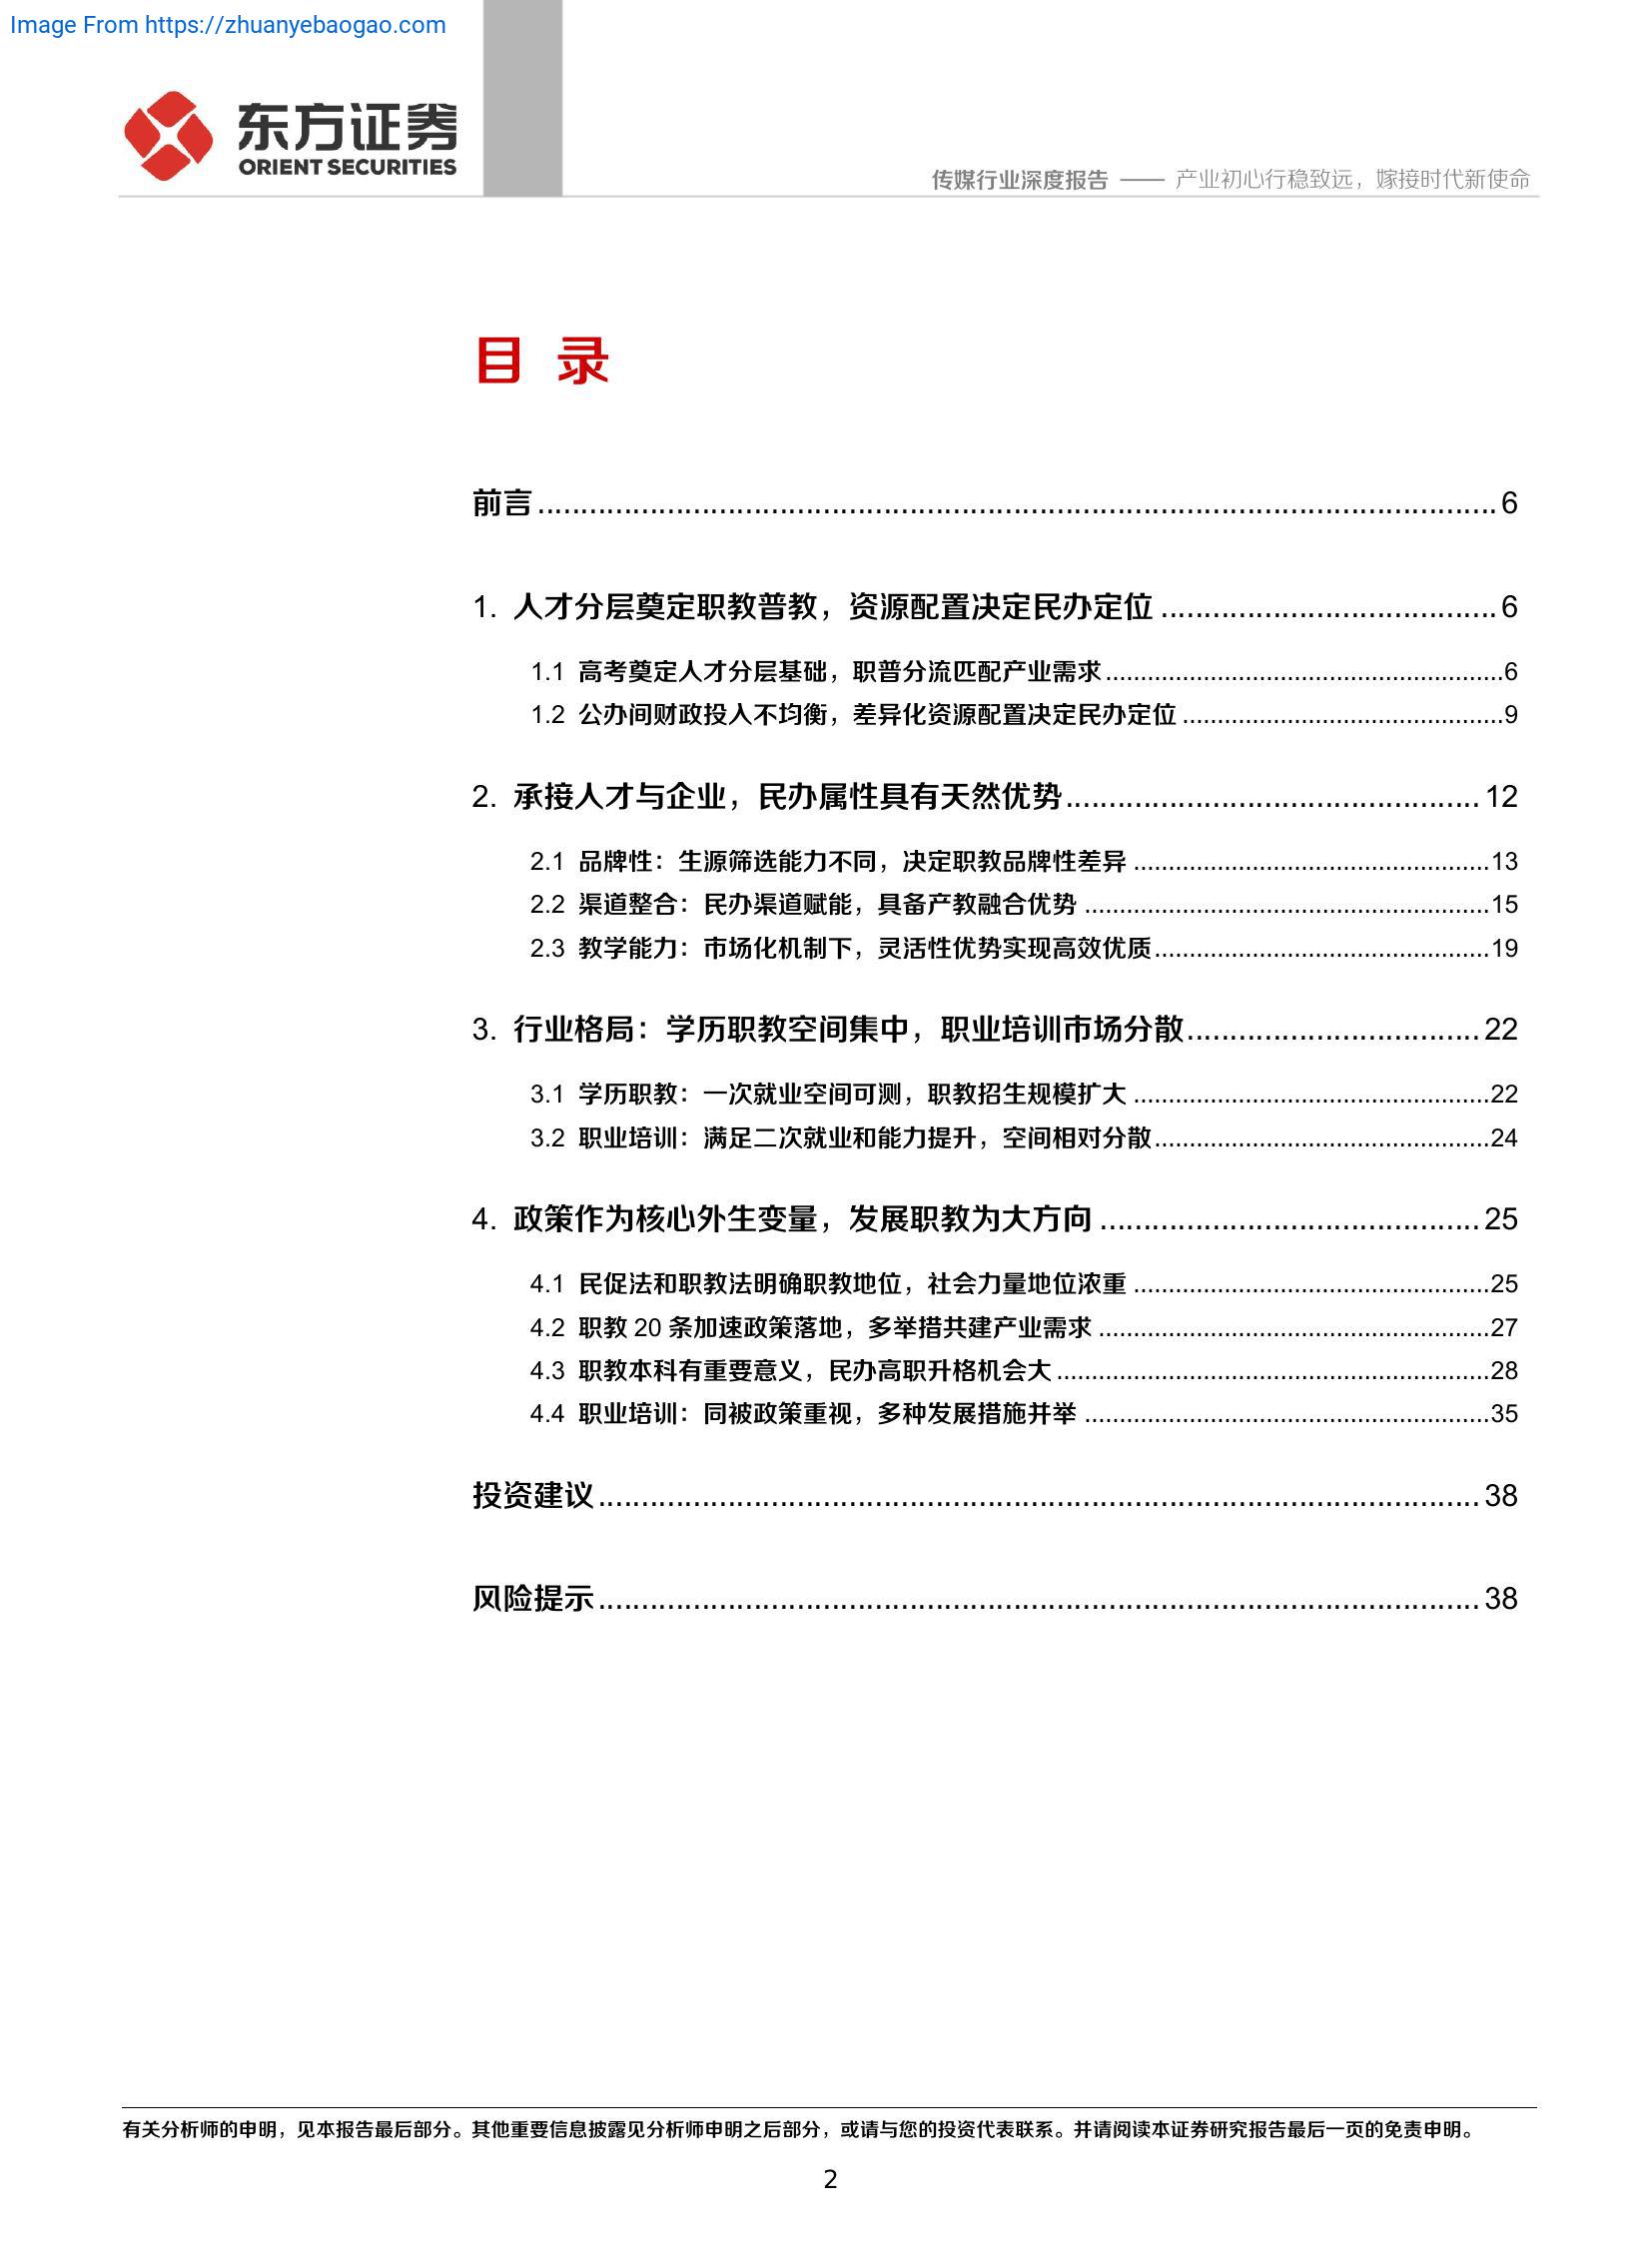 Image From https://zhuanyebaogao.com
东方证券
ORIENT SECURITIES
传媒行业深度报告 —— 产业初心行稳致远，嫁接时代新使命
目 录
前言 6
1. 人才分层奠定职教普教，资源配置决定民办定位 6
1.1 高考奠定人才分层基础，职普分流匹配产业需求 6
1.2 公办间财政投入不均衡，差异化资源配置决定民办定位 9
2. 承接人才与企业，民办属性具有天然优势 12
2.1 品牌性：生源筛选能力不同，决定职教品牌性差异 13
2.2 渠道整合：民办渠道赋能，具备产教融合优势 15
2.3 教学能力：市场化机制下，灵活性优势实现高效优质 19
3. 行业格局：学历职教空间集中，职业培训市场分散 22
3.1 学历职教：一次就业空间可测，职教招生规模扩大 22
3.2 职业培训：满足二次就业和能力提升，空间相对分散 24
4. 政策作为核心外生变量，发展职教为大方向 25
4.1 民促法和职教法明确职教地位，社会力量地位浓重 25
4.2 职教 20 条加速政策落地，多举措共建产业需求 27
4.3 职教本科有重要意义，民办高职升格机会大 28
4.4 职业培训：同被政策重视，多种发展措施并举 35
投资建议 38
风险提示 38
有关分析师的申明，见本报告最后部分。其他重要信息披露见分析师申明之后部分，或请与您的投资代表联系。并请阅读本证券研究报告最后一页的免责申明。
2